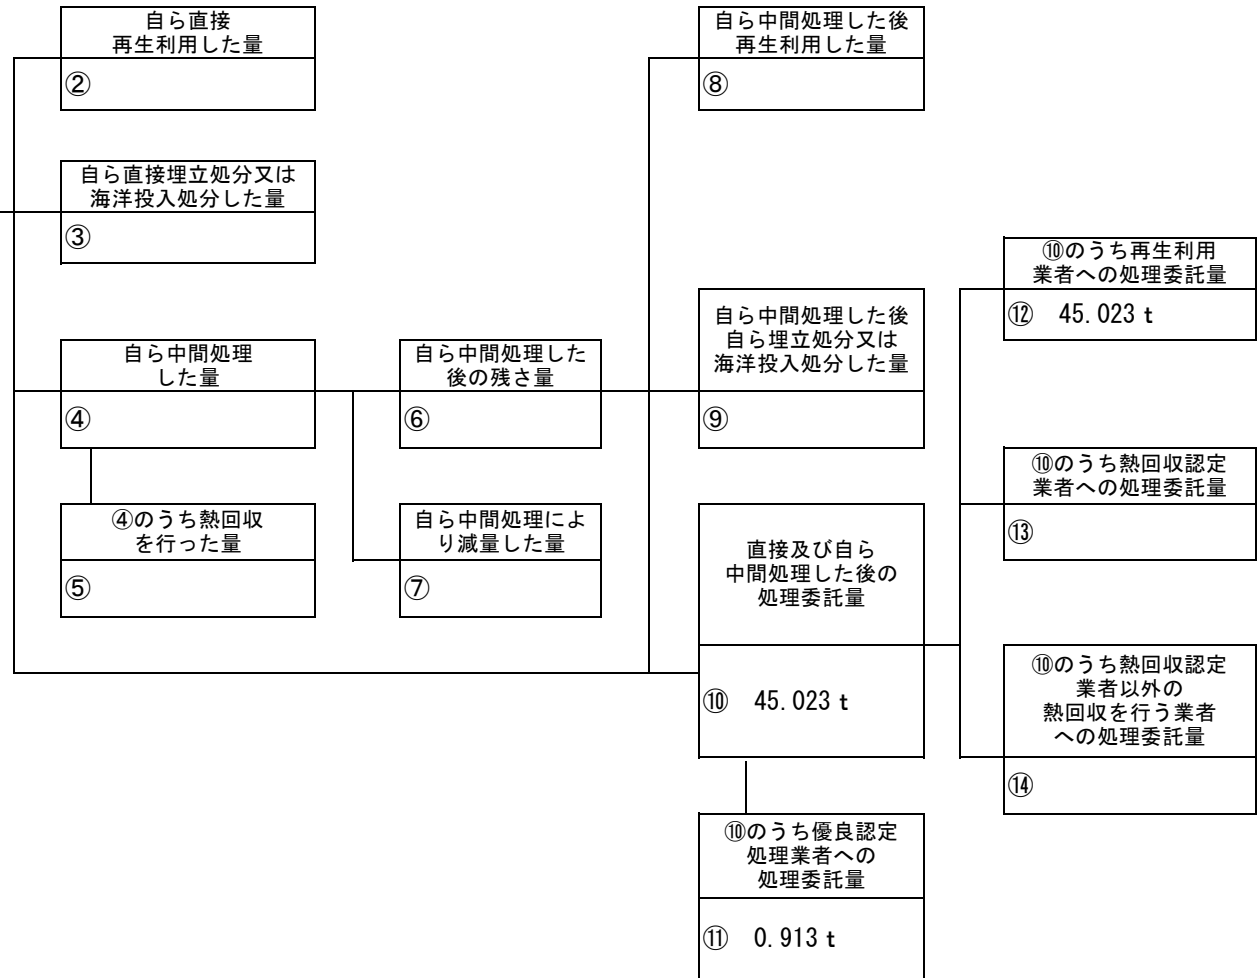 自ら直接
再生利用した量
②
自ら直接埋立処分又は
海洋投入処分した量
③
自ら中間処理
した量
④
④のうち熱回収
を行った量
⑤
自ら中間処理した
後の残さ量
⑥
自ら中間処理によ
り減量した量
⑦
自ら中間処理した後
再生利用した量
⑧
自ら中間処理した後
自ら埋立処分又は
海洋投入処分した量
⑨
直接及び自ら
中間処理した後の
処理委託量
⑩ 45.023 t
⑩のうち優良認定
処理業者への
処理委託量
⑪ 0.913 t
⑩のうち再生利用
業者への処理委託量
⑫ 45.023 t
⑩のうち熱回収認定
業者への処理委託量
⑬
⑩のうち熱回収認定
業者以外の
熱回収を行う業者
への処理委託量
⑭